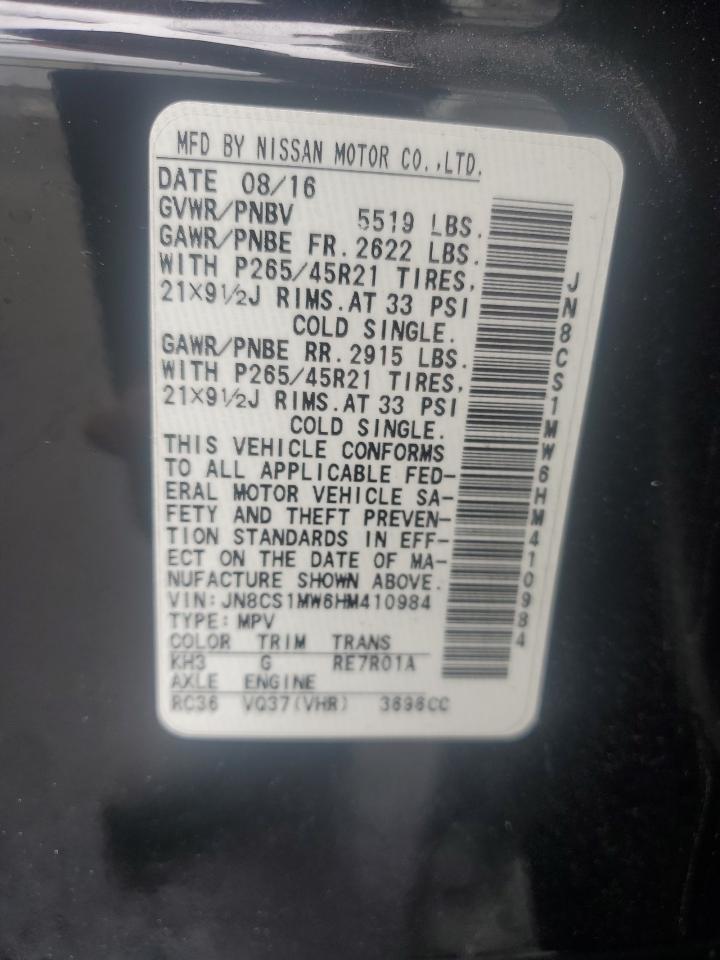 MFD BY NISSAN MOTOR CO.,LTD.
DATE 08/16
GVWR/PNBV 5519 LBS.
GAWR/PNBE FR. 2622 LBS.
WITH P265/45R21 TIRES,
21X9½J RIMS.AT 33 PSI
COLD SINGLE.
GAWR/PNBE RR. 2915 LBS.
WITH P265/45R21 TIRES,
21X9½J RIMS.AT 33 PSI
COLD SINGLE.
THIS VEHICLE CONFORMS
TO ALL APPLICABLE FED-
ERAL MOTOR VEHICLE SA-
FETY AND THEFT PREVEN-
TION STANDARDS IN EFF-
ECT ON THE DATE OF MA-
NUFACTURE SHOWN ABOVE.
VIN:JN8CS1MW6HM410984
TYPE:MPV
COLOR TRIM TRANS
KH3 G RE7R01A
AXLE ENGINE
RC36 VQ37(VHR) 3696CC
JN8CS1MW6HM410984